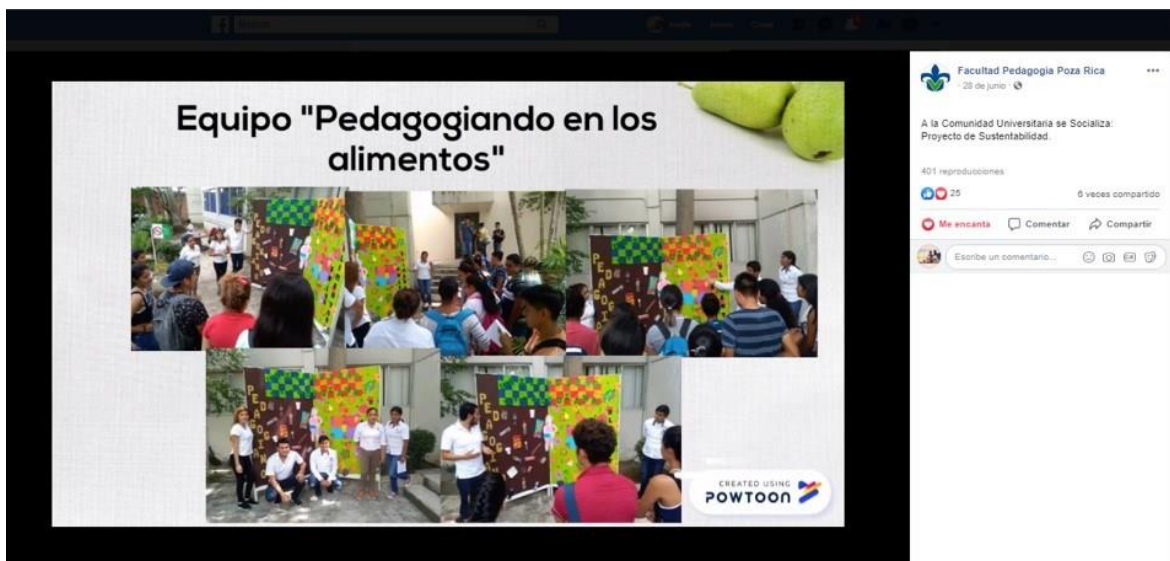 Equipo "Pedagogiando en los
alimentos"
CREATED USING
POWTOON
Facultad Pedagogia Poza Rica
28 de junio
A la Comunidad Universitaria se Socializa:
Proyecto de Sustentabilidad.
401 reproducciones
25
6 veces compartido
Me encanta
Comentar
Compartir
Escribe un comentario...